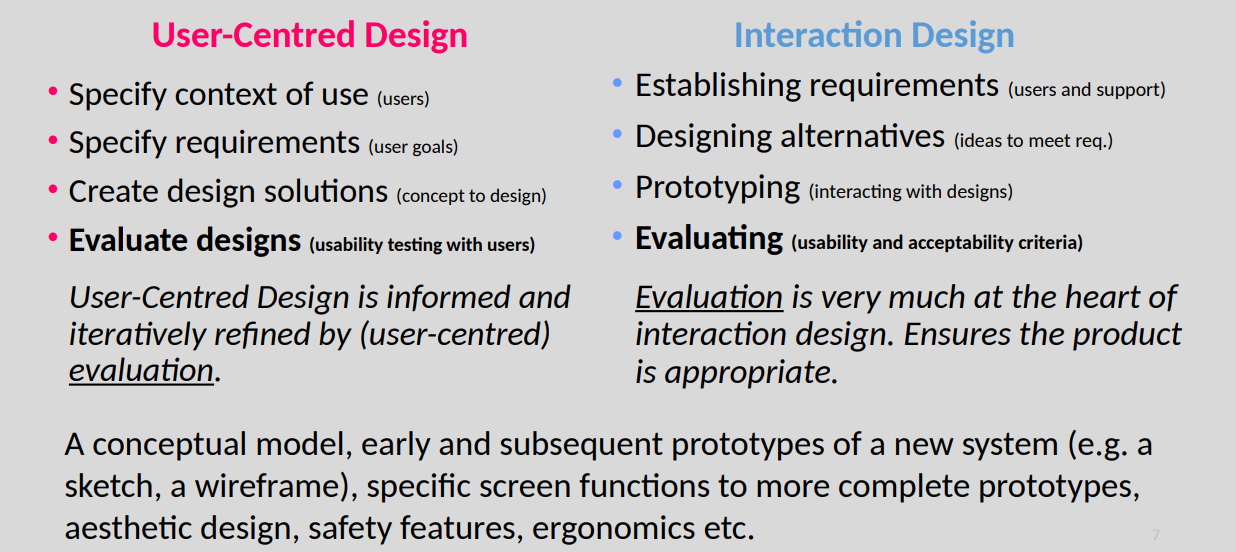 User-Centred Design
• Specify context of use (users)
• Specify requirements (user goals)
• Create design solutions (concept to design)
• Evaluate designs (usability testing with users)
User-Centred Design is informed and
iteratively refined by (user-centred)
evaluation.
Interaction Design
• Establishing requirements (users and support)
• Designing alternatives (ideas to meet req.)
• Prototyping (interacting with designs)
• Evaluating (usability and acceptability criteria)
Evaluation is very much at the heart of
interaction design. Ensures the product
is appropriate.
A conceptual model, early and subsequent prototypes of a new system (e.g. a
sketch, a wireframe), specific screen functions to more complete prototypes,
aesthetic design, safety features, ergonomics etc.
7